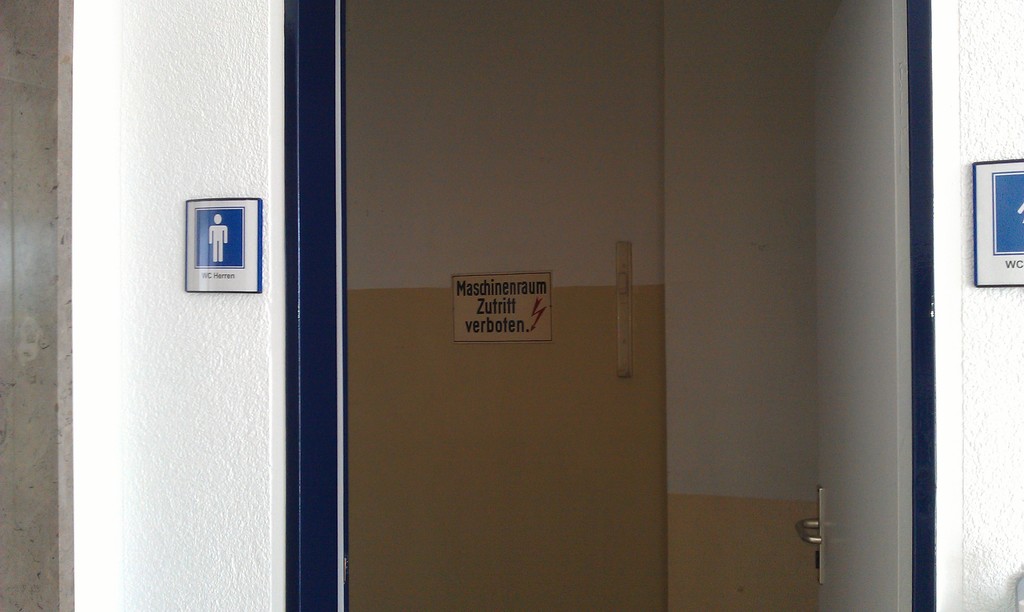 WC Herren
Maschinenraum
Zutritt
verboten.
WC